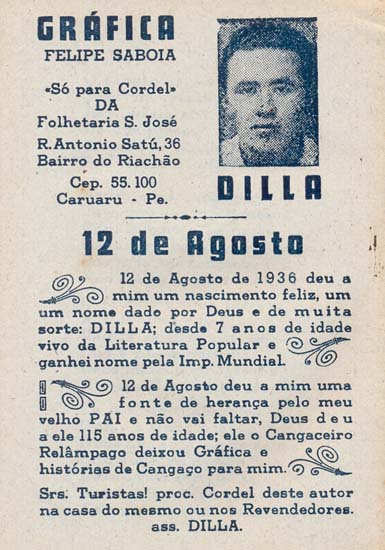 GRÁFICA
FELIPE SABOIA
«Só para Cordel»
DA
Folhetaria S. José
R. Antonio Satú, 36
Bairro do Riachão
Cep. 55.100
Caruaru - Pe.
DILLA
12 de Agosto
12 de Agosto de 1936 deu a
mim um nascimento feliz, um
um nome dado por Deus e de muita
sorte: DILLA; desde 7 anos de idade
vivo da Literatura Popular e
ganhei nome pela Imp. Mundial.
12 de Agosto deu a mim uma
fonte de herança pelo meu
velho PAI e não vai faltar, Deus deu
a ele 115 anos de idade; ele o Cangaceiro
Relâmpago deixou Gráfica e
histórias de Cangaço para mim.
Srs. Turistas! proc. Cordel deste autor
na casa do mesmo ou nos Revendedores.
ass. DILLA.